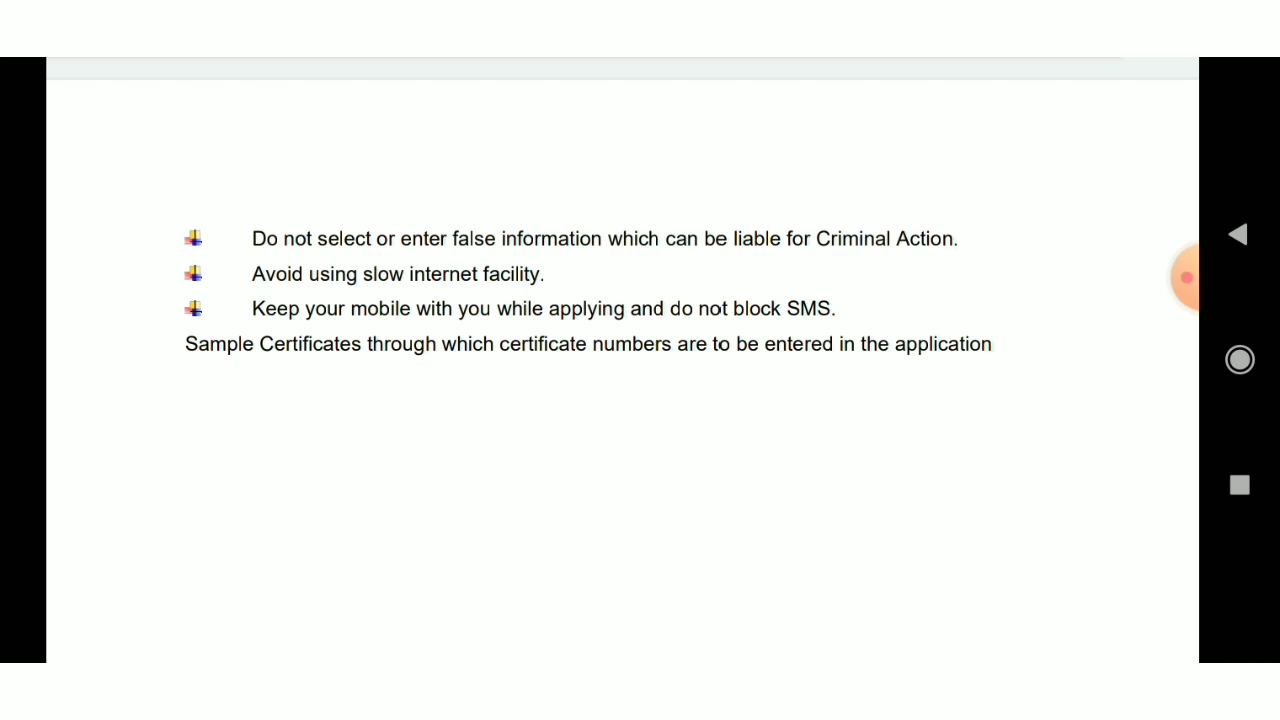 Do not select or enter false information which can be liable for Criminal Action.
Avoid using slow internet facility.
Keep your mobile with you while applying and do not block SMS.
Sample Certificates through which certificate numbers are to be entered in the application